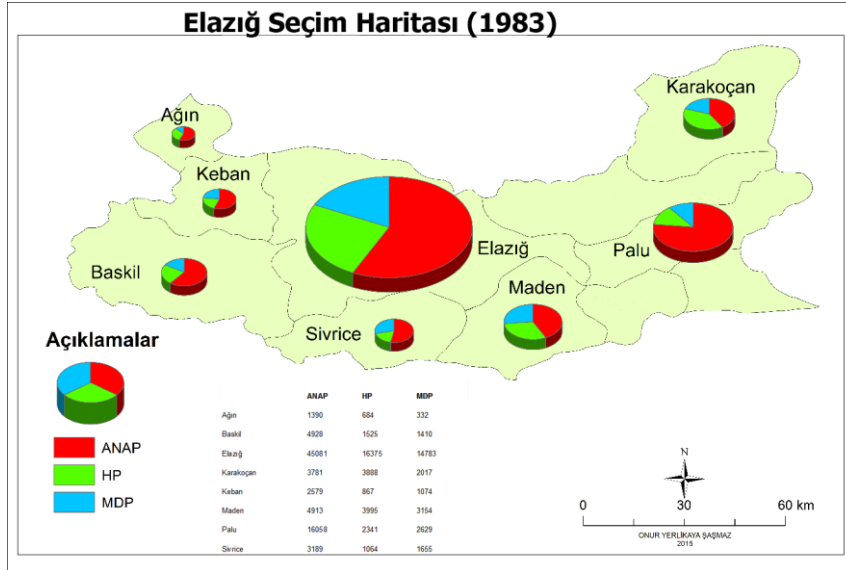 Elazığ Seçim Haritası (1983)
Karakoçan
Ağın
Keban
Elazığ
Palu
Baskil
Maden
Sivrice
Açıklamalar
ANAP
HP
MDP
ANAP HP MDP
Ağın 1390 684 332
Baskil 4928 1525 1410
Elazığ 45081 16375 14783
Karakoçan 3781 3888 2017
Keban 2579 867 1074
Maden 4913 3995 3154
Palu 16058 2341 2629
Sivrice 3189 1064 1655
N
0 30 60 km
ONUR YERLİKAYA ŞAŞMAZ
2015